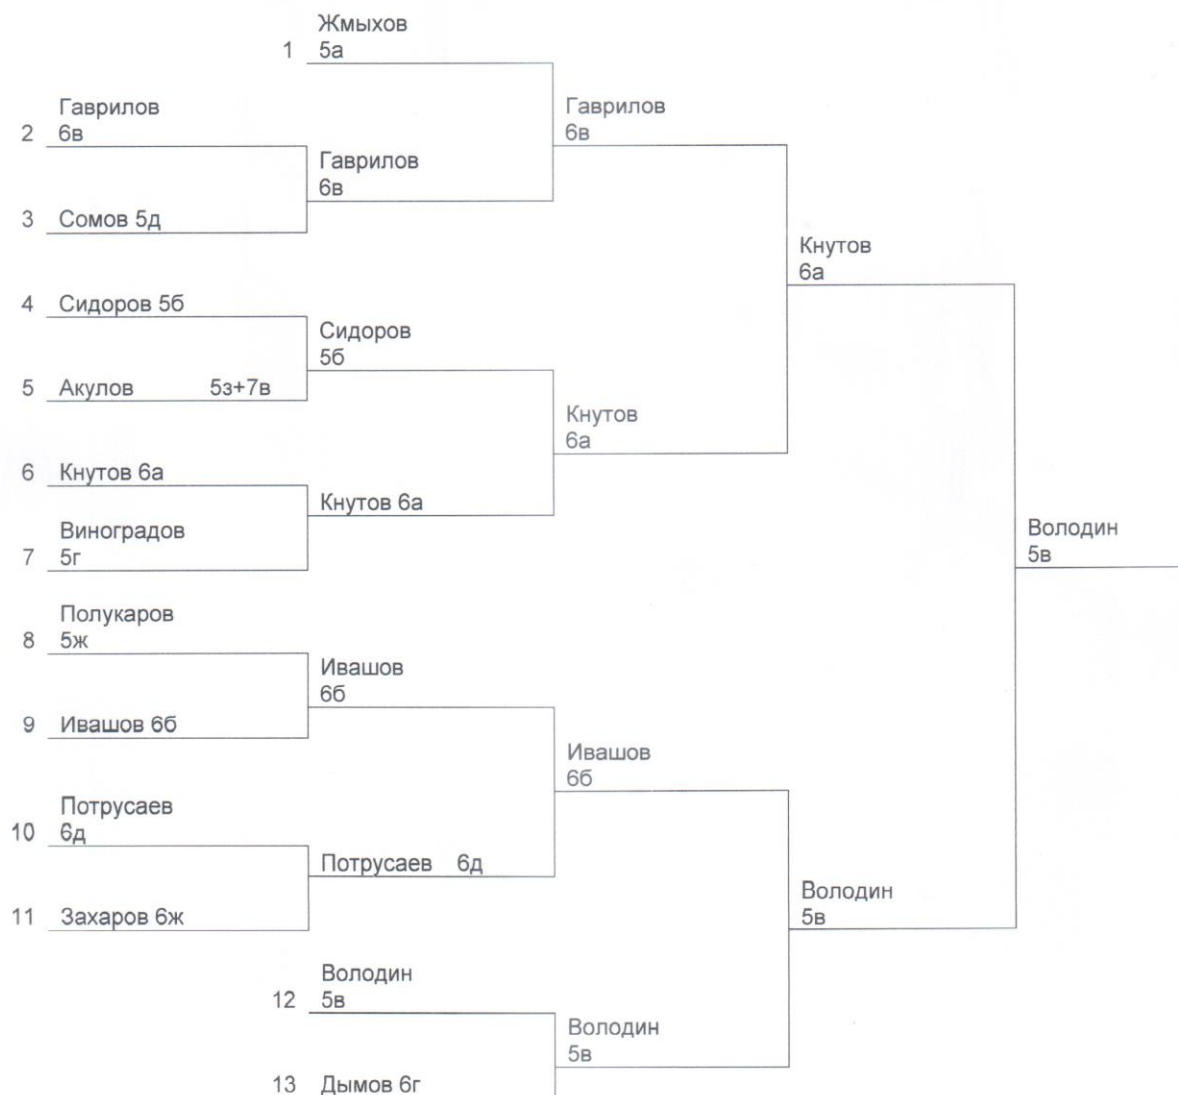 Жмыхов
1 5а
Гаврилов
2 6в
Гаврилов
6в
Гаврилов
6в
3 Сомов 5д
Кнутов
6а
4 Сидоров 5б
Сидоров
5б
5 Акулов 5з+7в
Кнутов
6а
6 Кнутов 6а
Кнутов 6а
Виноградов
7 5г
Володин
5в
Полукаров
8 5ж
Ивашов
6б
9 Ивашов 6б
Ивашов
6б
Потрусаев
10 6д
Потрусаев 6д
Володин
5в
11 Захаров 6ж
Володин
12 5в
Володин
5в
13 Дымов 6г